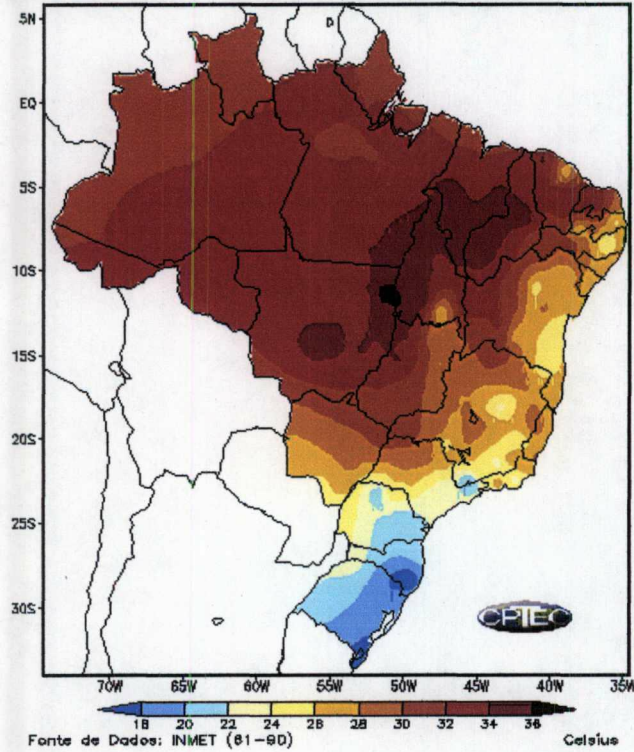 5N
EQ
5S
10S
15S
20S
25S
30S
CPTEC
70W 65W 60W 55W 50W 45W 40W 35W
18 20 22 24 26 28 30 32 34 36
Fonte de Dados: INMET (61-90) Celsius